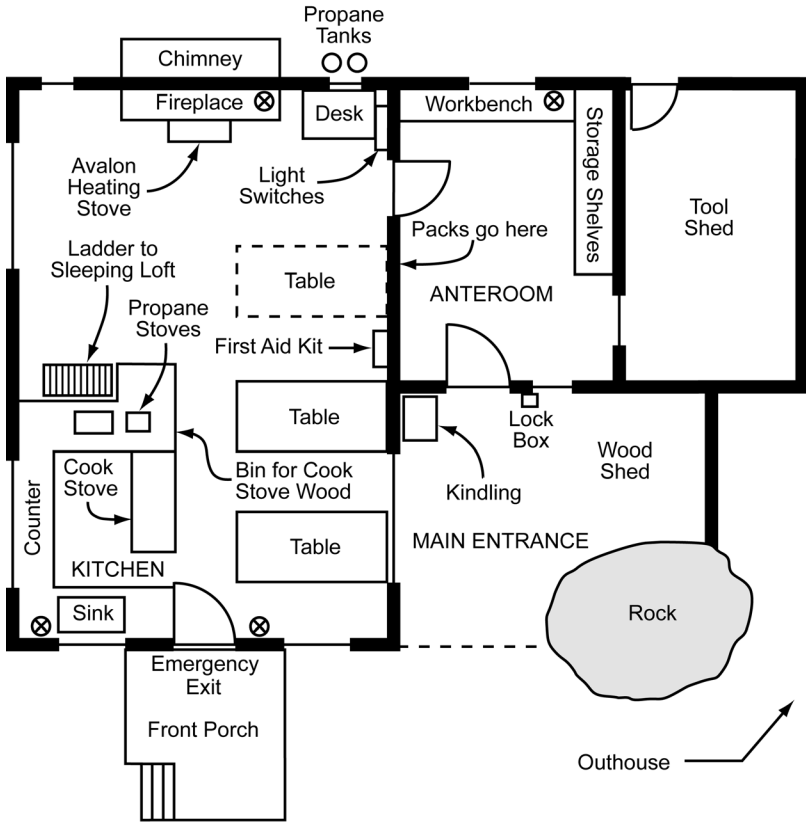 Propane
Tanks
Chimney
Fireplace
Desk
Workbench
Storage Shelves
Avalon
Heating
Stove
Light
Switches
Tool
Shed
Packs go here
Ladder to
Sleeping Loft
Table
ANTEROOM
Propane
Stoves
First Aid Kit
Table
Lock
Box
Wood
Shed
Cook
Stove
Bin for Cook
Stove Wood
Kindling
Counter
Table
MAIN ENTRANCE
KITCHEN
Sink
Rock
Emergency
Exit
Front Porch
Outhouse